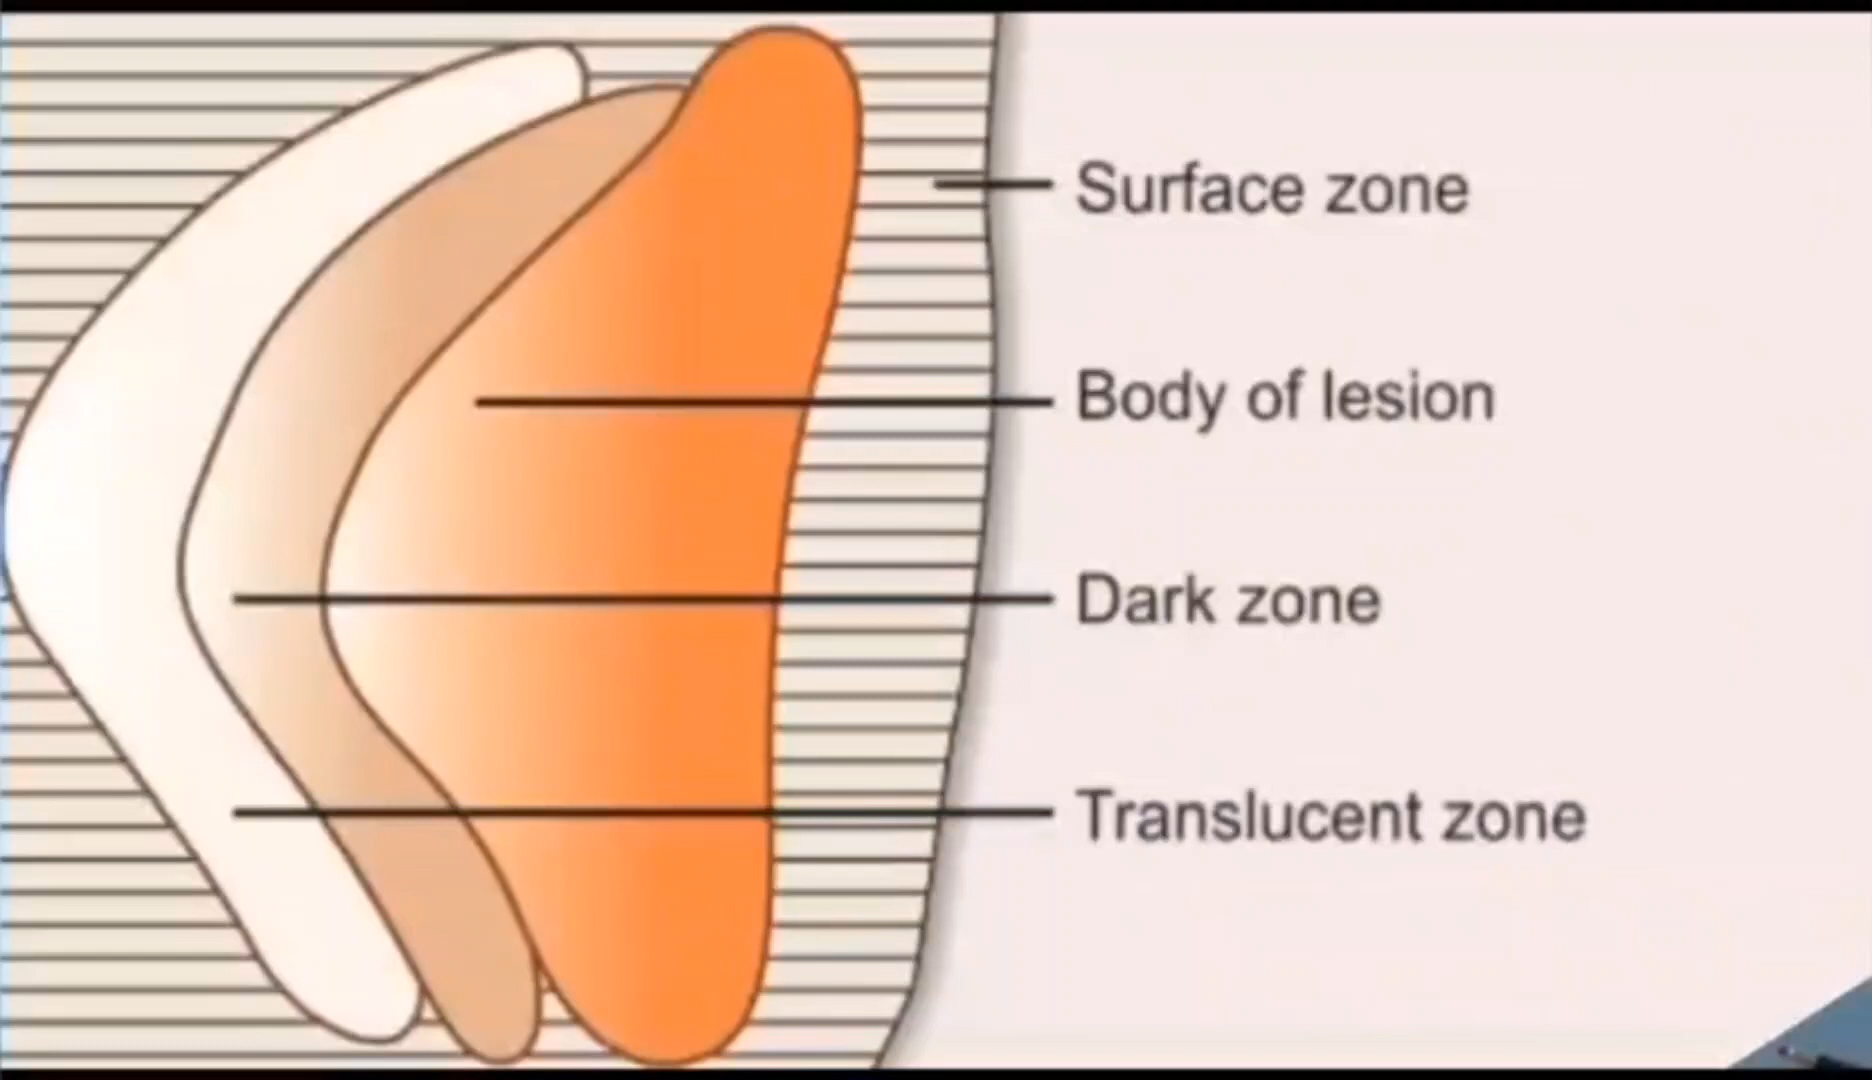 Surface zone
Body of lesion
Dark zone
Translucent zone